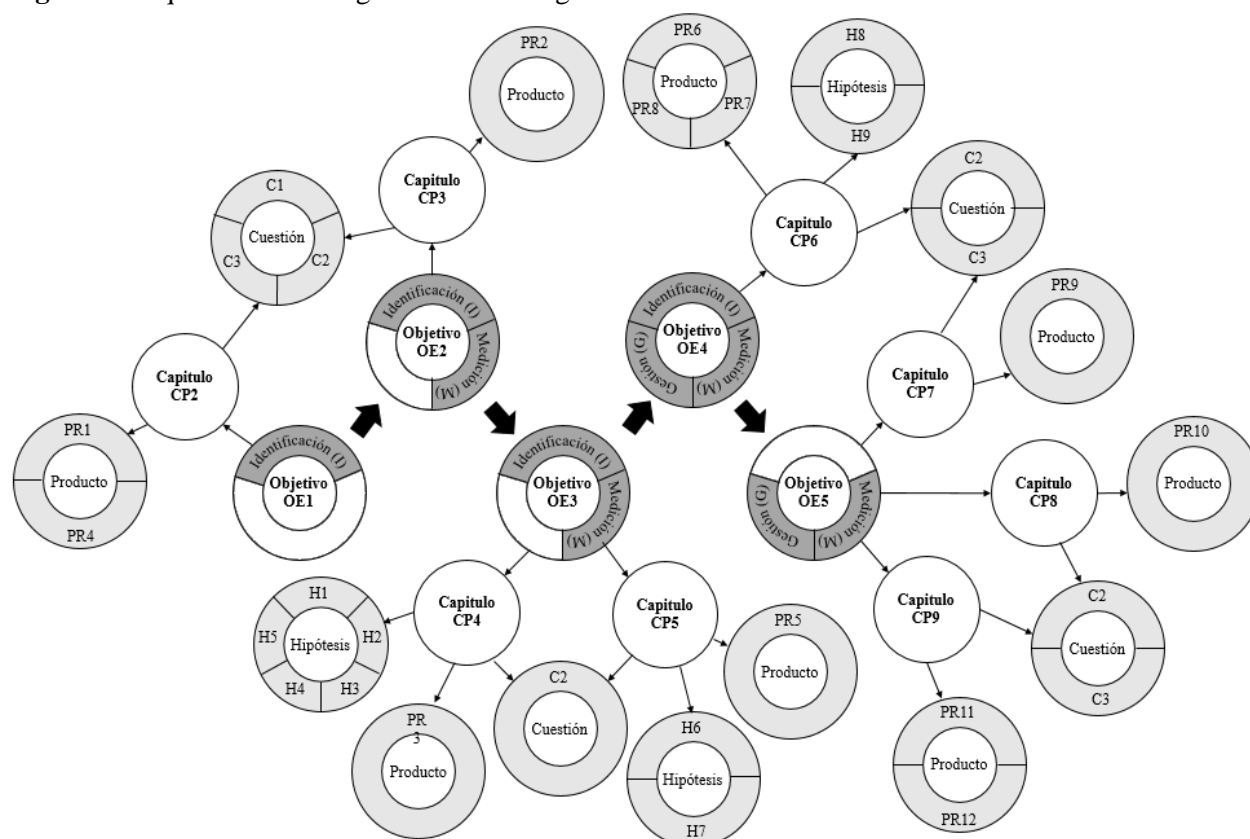 PR2
Producto
PR6
Producto
PR8
PR7
H8
Hipótesis
H9
Capitulo
CP3
C1
Cuestión
C3
C2
Capitulo
CP6
C2
Cuestión
C3
Identificación (I)
Objetivo
OE2
Medición (M)
Identificación (I)
Objetivo
OE4
Gestión (G)
Medición (M)
PR9
Producto
Capitulo
CP2
Capitulo
CP7
PR1
Producto
PR4
Identificación (I)
Objetivo
OE1
Identificación (I)
Objetivo
OE3
Medición (M)
Objetivo
OE5
Gestión (G)
Medición (M)
Capitulo
CP8
PR10
Producto
Capitulo
CP4
Capitulo
CP5
Capitulo
CP9
H1
H5
Hipótesis
H2
H4
H3
PR5
Producto
C2
Cuestión
C3
PR
3
Producto
C2
Cuestión
H6
Hipótesis
H7
PR11
Producto
PR12